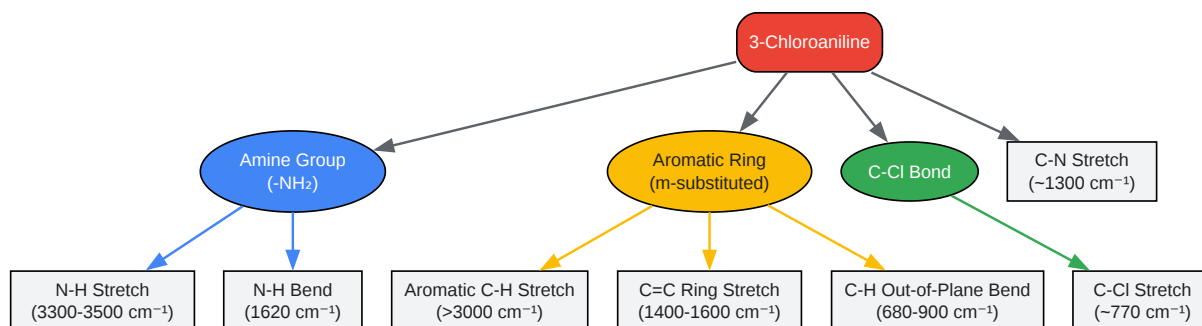 3-Chloroaniline
Amine Group
(-NH₂)
Aromatic Ring
(m-substituted)
C-Cl Bond
C-N Stretch
(~1300 cm⁻¹)
N-H Stretch
(3300-3500 cm⁻¹)
N-H Bend
(1620 cm⁻¹)
Aromatic C-H Stretch
(>3000 cm⁻¹)
C=C Ring Stretch
(1400-1600 cm⁻¹)
C-H Out-of-Plane Bend
(680-900 cm⁻¹)
C-Cl Stretch
(~770 cm⁻¹)